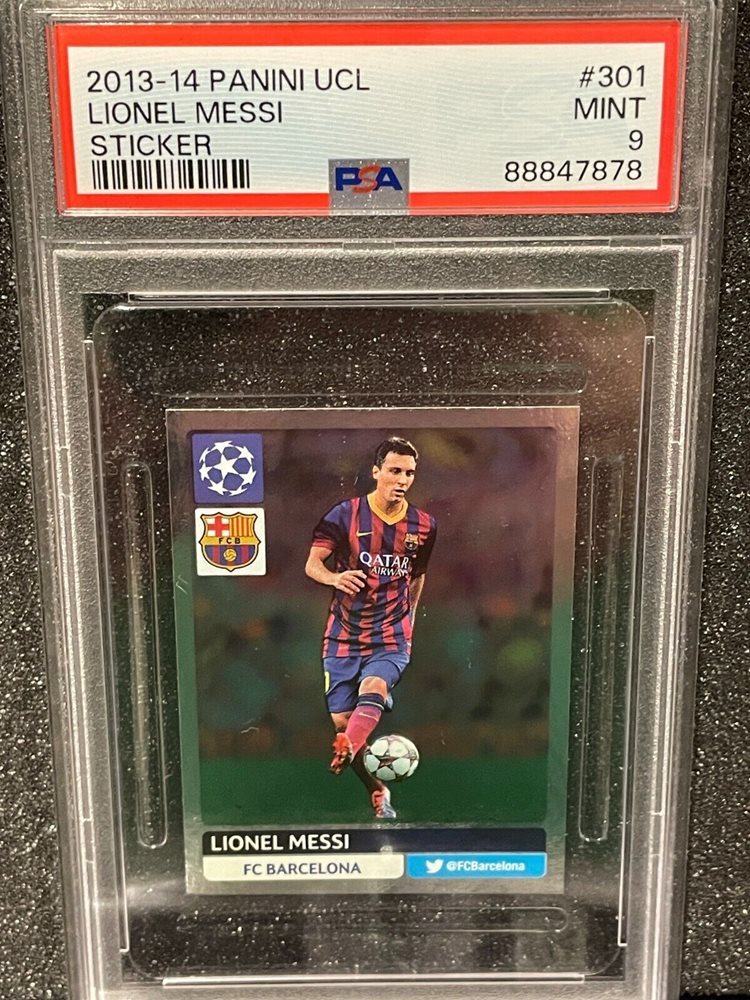 2013-14 PANINI UCL #301
LIONEL MESSI MINT
STICKER 9
PSA 88847878
FCB
QATAR
AIRWAYS
LIONEL MESSI
FC BARCELONA @FCBarcelona